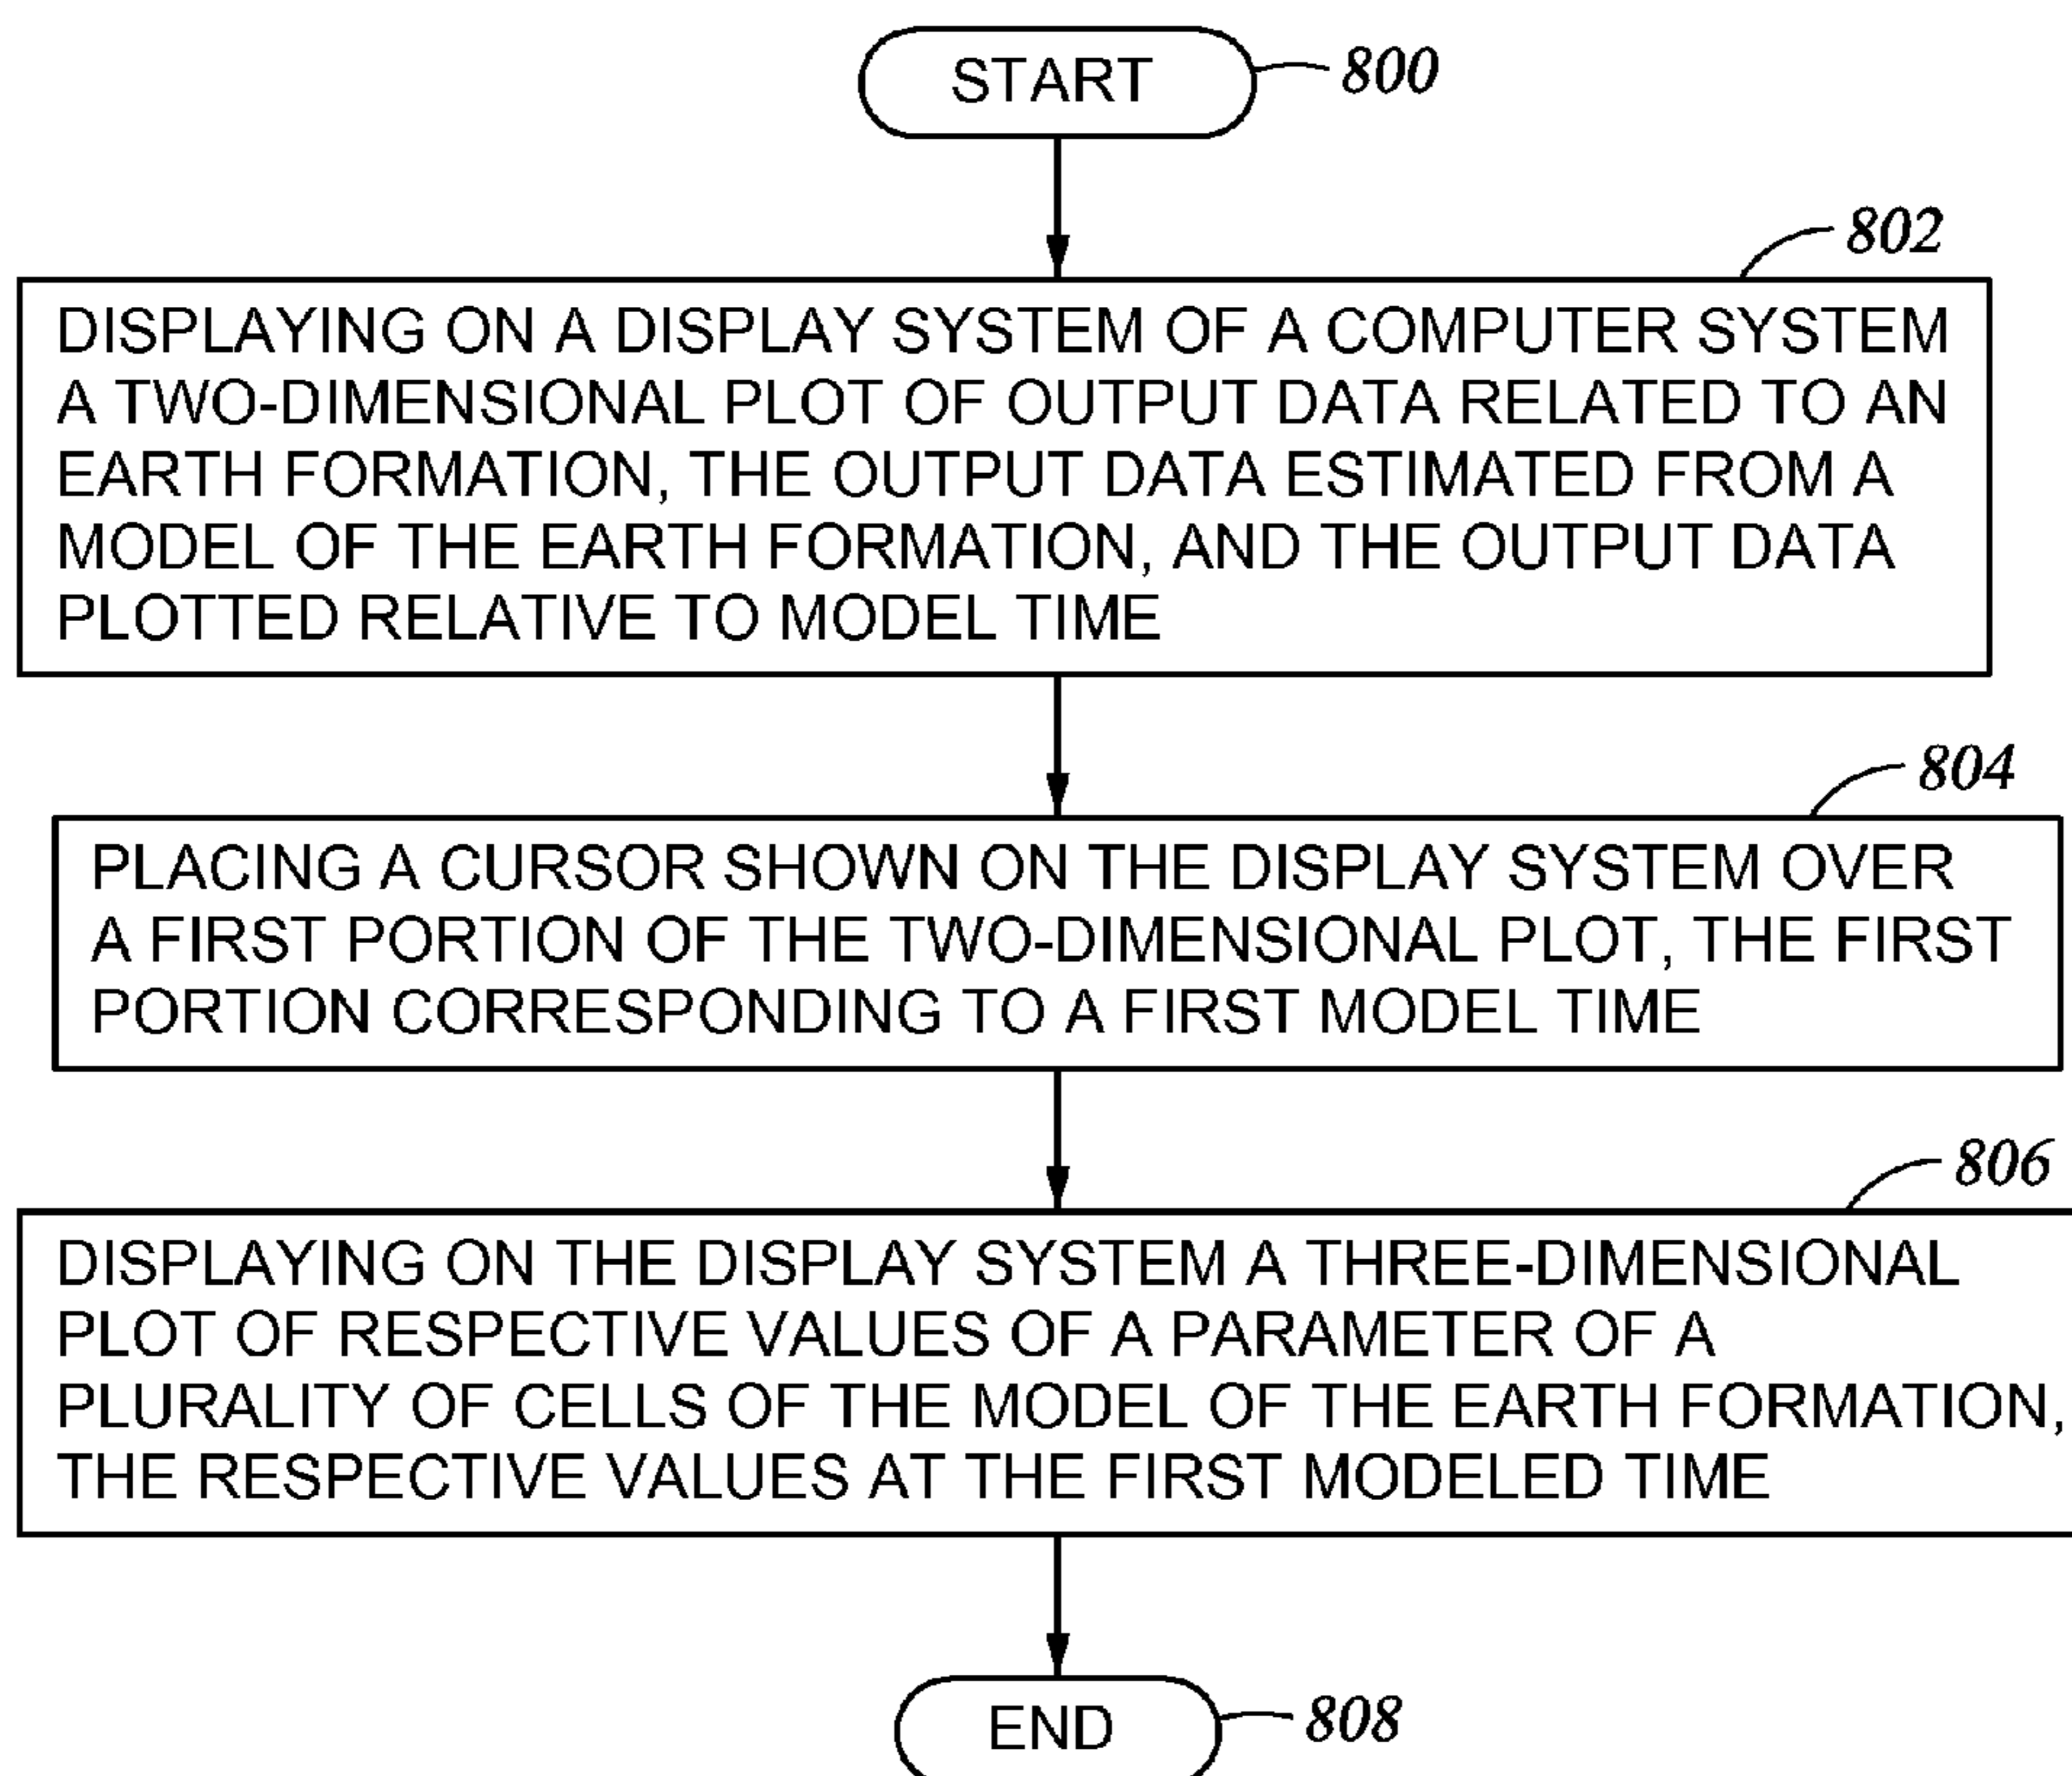 START
800
802
DISPLAYING ON A DISPLAY SYSTEM OF A COMPUTER SYSTEM
A TWO-DIMENSIONAL PLOT OF OUTPUT DATA RELATED TO AN
EARTH FORMATION, THE OUTPUT DATA ESTIMATED FROM A
MODEL OF THE EARTH FORMATION, AND THE OUTPUT DATA
PLOTTED RELATIVE TO MODEL TIME
804
PLACING A CURSOR SHOWN ON THE DISPLAY SYSTEM OVER
A FIRST PORTION OF THE TWO-DIMENSIONAL PLOT, THE FIRST
PORTION CORRESPONDING TO A FIRST MODEL TIME
806
DISPLAYING ON THE DISPLAY SYSTEM A THREE-DIMENSIONAL
PLOT OF RESPECTIVE VALUES OF A PARAMETER OF A
PLURALITY OF CELLS OF THE MODEL OF THE EARTH FORMATION,
THE RESPECTIVE VALUES AT THE FIRST MODELED TIME
END
808